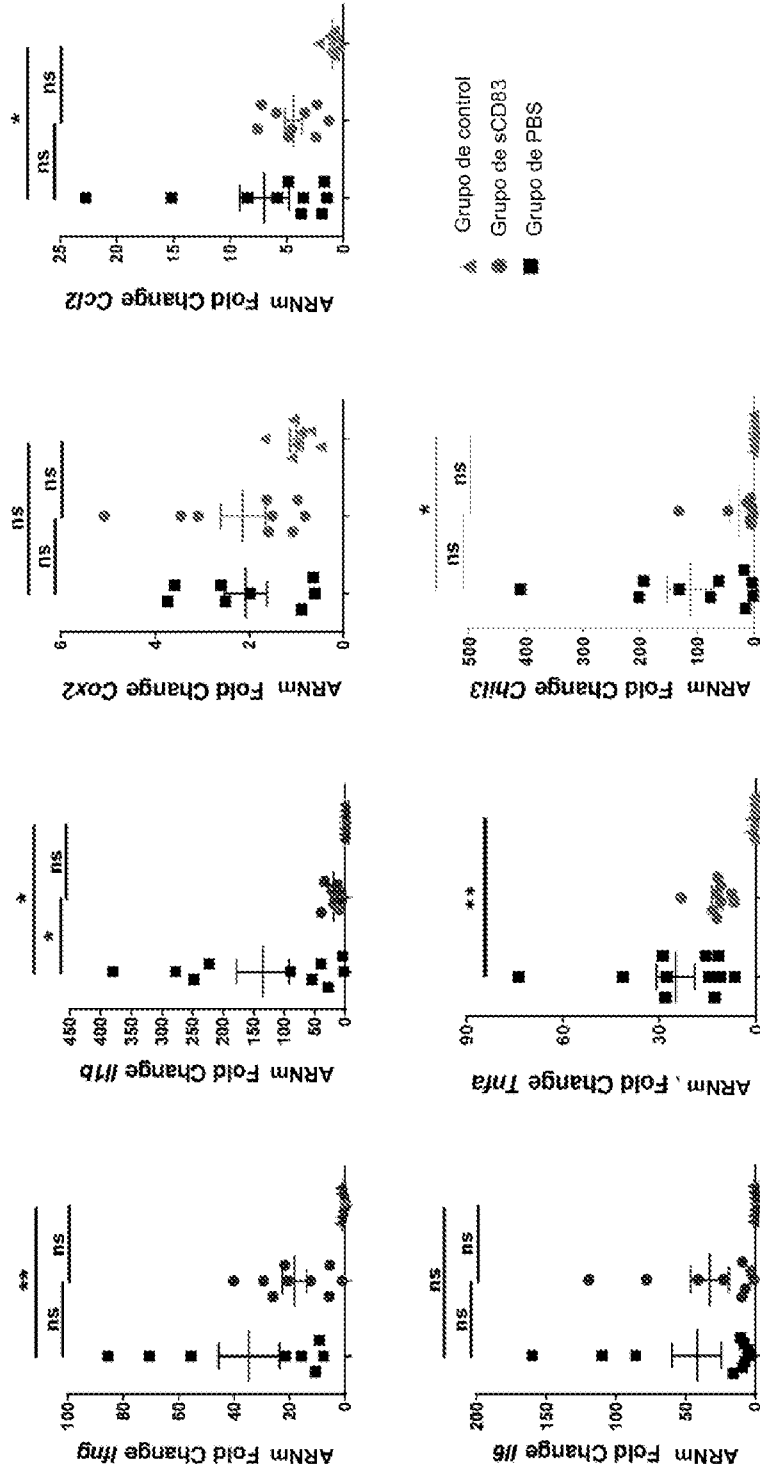 ARNm Fold Change Ifng
100
80
60
40
20
0
**
ns
ns
ARNm Fold Change Il1b
450
400
350
300
250
200
150
100
50
0
*
*
ns
ARNm Fold Change Cox2
6
4
2
0
ns
ns
ns
ARNm Fold Change Ccl2
25
20
15
10
5
0
*
ns
ns
ARNm Fold Change Il6
200
150
100
50
0
ns
ns
ns
ARNm Fold Change Tnfa
90
60
30
0
**
ARNm Fold Change Chil3
500
400
300
200
100
0
*
ns
ns
Grupo de control
Grupo de sCD83
Grupo de PBS